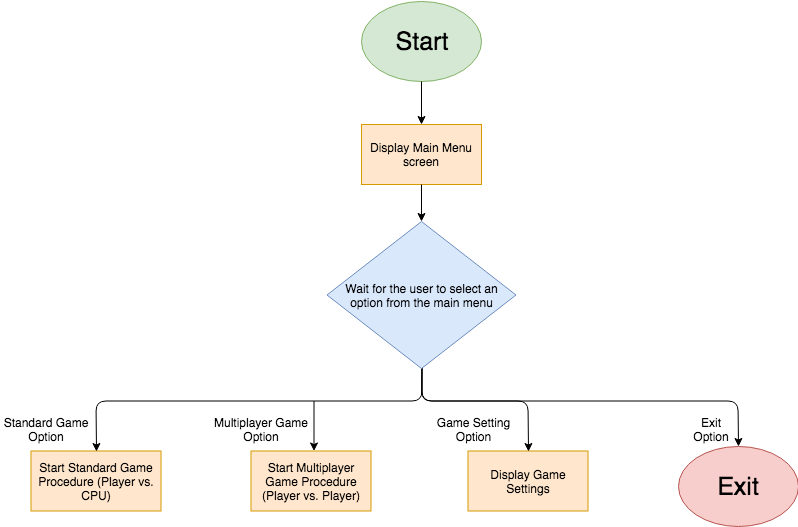 Start
Display Main Menu
screen
Wait for the user to select an
option from the main menu
Standard Game
Option
Multiplayer Game
Option
Game Setting
Option
Exit
Option
Start Standard Game
Procedure (Player vs.
CPU)
Start Multiplayer
Game Procedure
(Player vs. Player)
Display Game
Settings
Exit